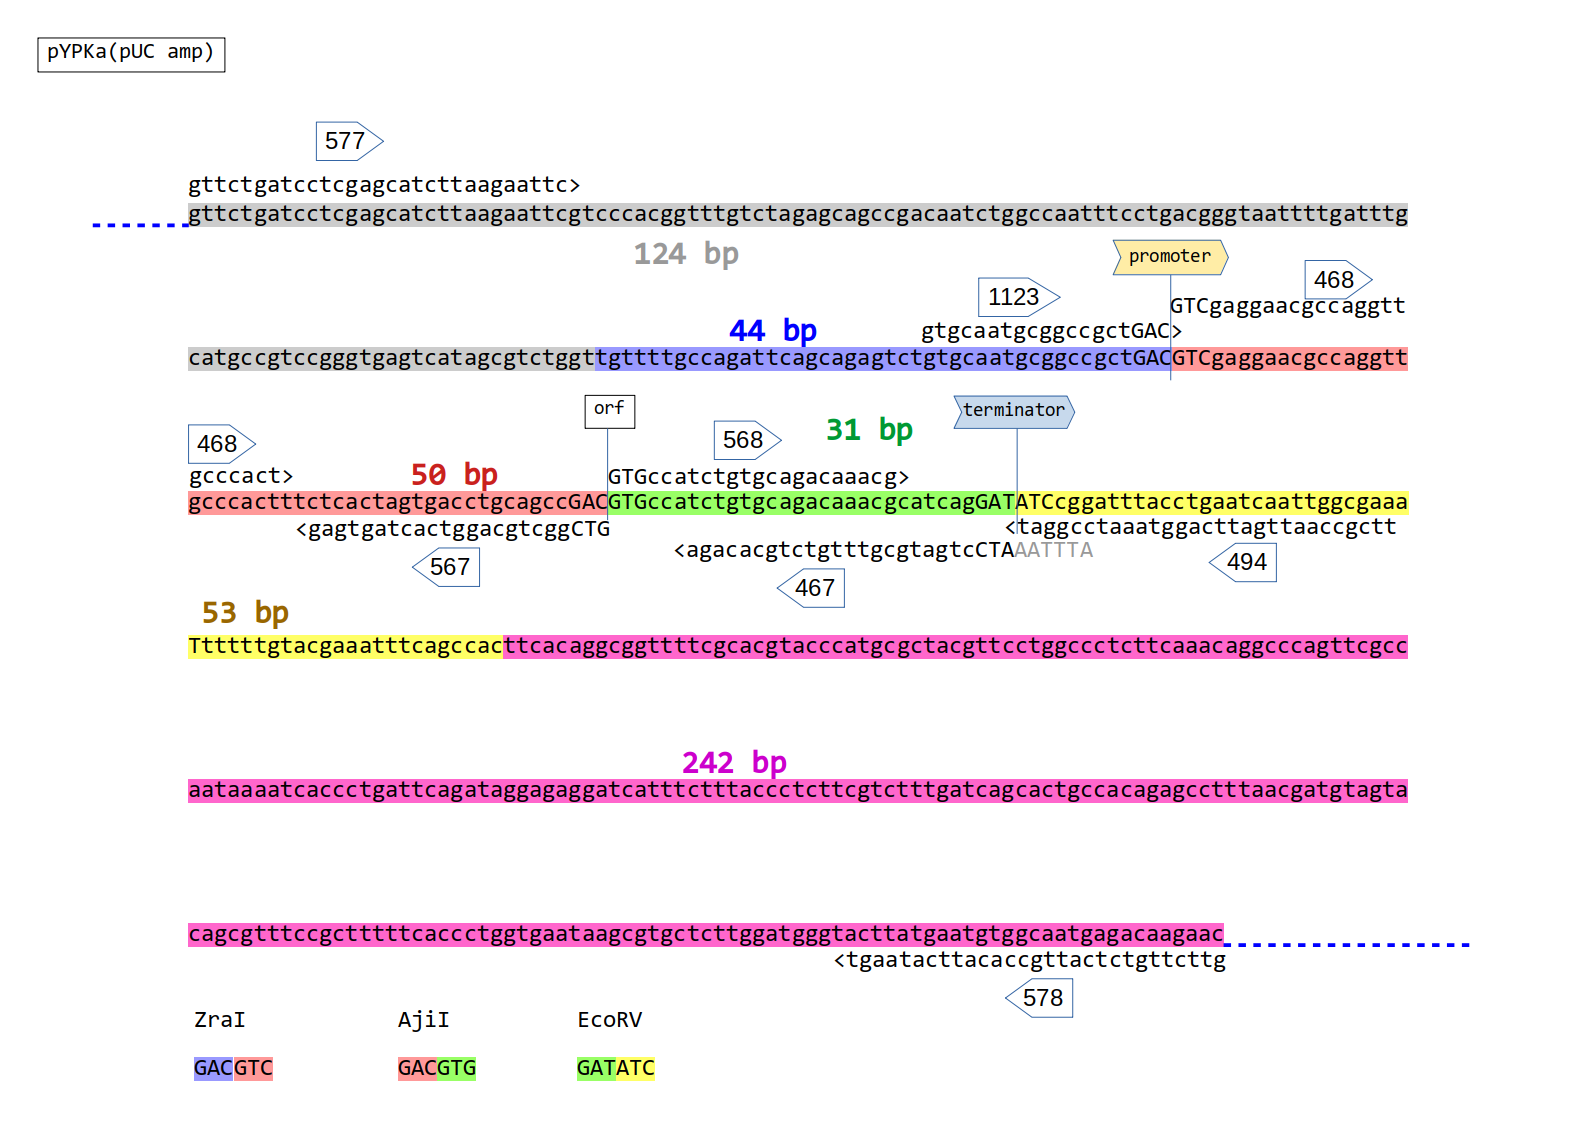 pYPKa(pUC amp)
577
gttctgatcctcgagcatcttaagaattc>
gttctgatcctcgagcatcttaagaattcgtcccacggtttgtctagagcagccgacaatctggccaatttcctgacgggtaattttgatttg
124 bp
promoter
1123
468
GTCgaggaacgccaggtt
44 bp
gtgcaatgcggccgctGAC>
catgccgtccgggtgagtcatagcgtctggttgttttgccagattcagcagagtctgtgcaatgcggccgctGACGTCgaggaacgccaggtt
orf
terminator
468
568
31 bp
gcccact>
50 bp
GTGccatctgtgcagacaaacg>
gcccactttctcactagtgacctgcagccGACGTGccatctgtgcagacaaacgcatcagGATATCcggatttacctgaatcaattggcgaaa
<gagtgatcactggacgtcggCTG
<taggcctaaatggacttagttaaccgctt
<agacacgtctgtttgcgtagtcCTAAATTTA
567
494
467
53 bp
Ttttttgtacgaaatttcagccacttcacaggcggttttcgcacgtacccatgcgctacgttcctggccctcttcaaacaggcccagttcgcc
242 bp
aataaaatcaccctgattcagataggagaggatcatttctttaccctcttcgtctttgatcagcactgccacagagcctttaacgatgtagta
cagcgtttccgctttttcaccctggtgaataagcgtgctcttggatgggtacttatgaatgtggcaatgagacaagaac
<tgaatacttacaccgttactctgttcttg
578
ZraI AjiI EcoRV
GACGTC GACGTG GATATC